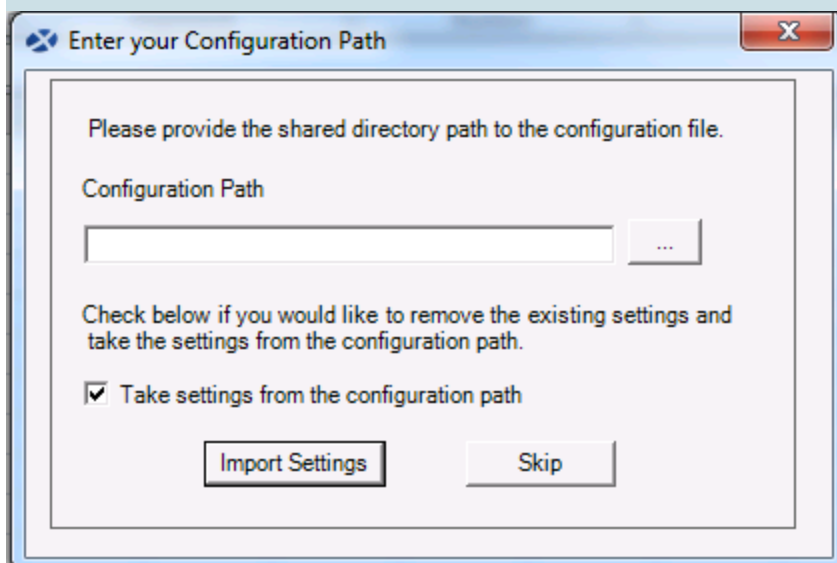 Enter your Configuration Path
Please provide the shared directory path to the configuration file.
Configuration Path
...
Check below if you would like to remove the existing settings and
take the settings from the configuration path.
Take settings from the configuration path
Import Settings
Skip